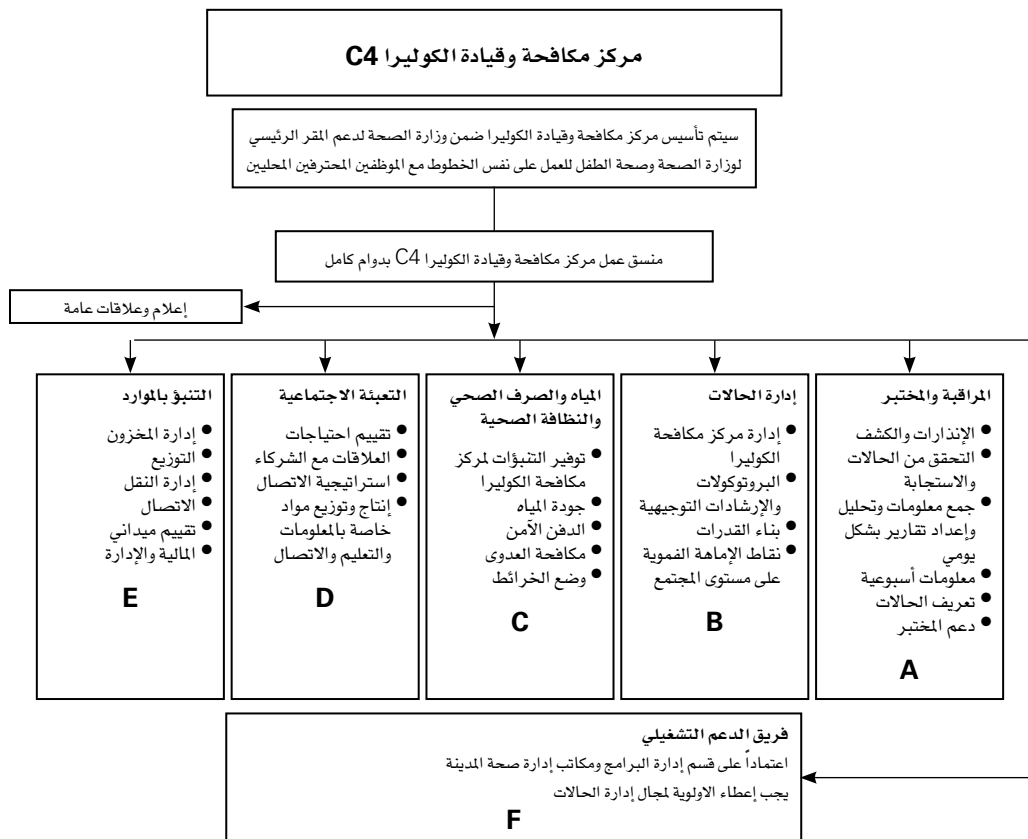 مركز مكافحة وقيادة الكوليرا C4
سيتم تأسيس مركز مكافحة وقيادة الكوليرا ضمن وزارة الصحة لدعم المقر الرئيسي
لوزارة الصحة وصحة الطفل للعمل على نفس الخطوط مع الموظفين المحترفين المحليين
منسق عمل مركز مكافحة وقيادة الكوليرا C4 بدوام كامل
إعلام وعلاقات عامة
المراقبة والمختبر
● الإنذارات والكشف
● التحقق من الحالات
والاستجابة
● جمع معلومات وتحليل
وإعداد تقارير بشكل
يومي
● معلومات أسبوعية
● تعريف الحالات
● دعم المختبر
A
إدارة الحالات
● إدارة مركز مكافحة
الكوليرا
● البروتوكولات
والإرشادات التوجيهية
● بناء القدرات
● نقاط الإماهة الفموية
على مستوى المجتمع
B
المياه والصرف الصحي
والنظافة الصحية
● توفير التنبؤات لمركز
مكافحة الكوليرا
● جودة المياه
● الدفن الآمن
● مكافحة العدوى
● وضع الخرائط
C
التعبئة الاجتماعية
● تقييم احتياجات
● العلاقات مع الشركاء
● استراتيجية الاتصال
● إنتاج وتوزيع مواد
خاصة بالمعلومات
والتعليم والاتصال
D
التنبؤ بالموارد
● إدارة المخزون
● التوزيع
● إدارة النقل
● الاتصال
● تقييم ميداني
● المالية والإدارة
E
فريق الدعم التشغيلي
اعتماداً على قسم إدارة البرامج ومكاتب إدارة صحة المدينة
يجب إعطاء الاولوية لمجال إدارة الحالات
F